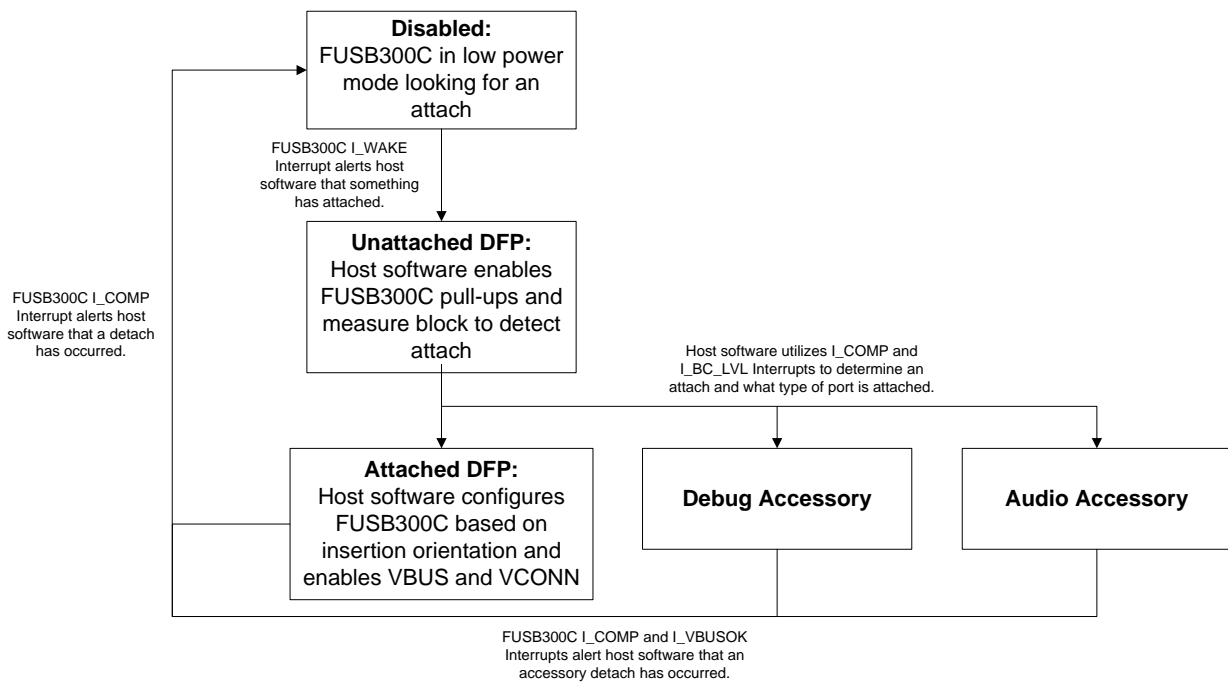 Disabled:
FUSB300C in low power
mode looking for an
attach
FUSB300C I_WAKE
Interrupt alerts host
software that something
has attached.
Unattached DFP:
Host software enables
FUSB300C pull-ups and
measure block to detect
attach
FUSB300C I_COMP
Interrupt alerts host
software that a detach
has occurred.
Host software utilizes I_COMP and
I_BC_LVL Interrupts to determine an
attach and what type of port is attached.
Attached DFP:
Host software configures
FUSB300C based on
insertion orientation and
enables VBUS and VCONN
Debug Accessory
Audio Accessory
FUSB300C I_COMP and I_VBUSOK
Interrupts alert host software that an
accessory detach has occurred.